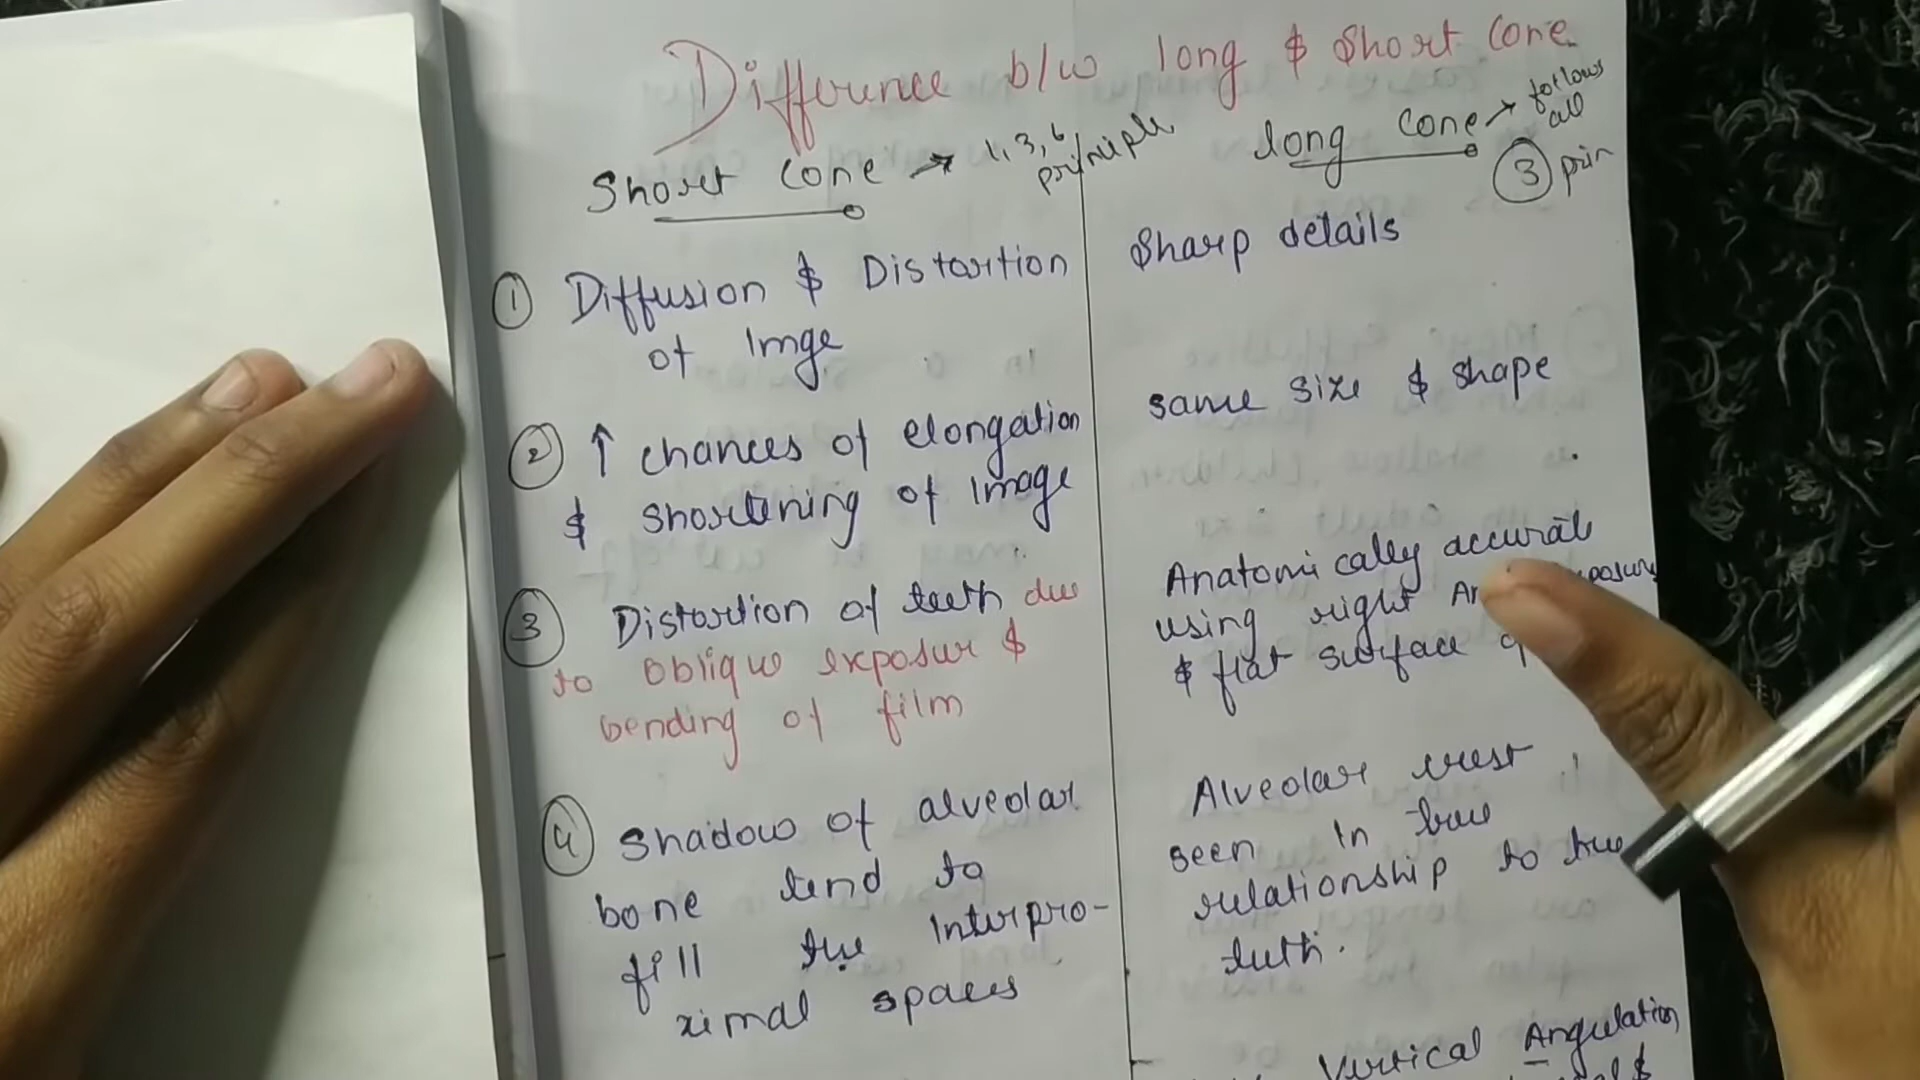 Difference b/w long & Short Cone
Short Cone → 1, 3, 6 principle
long Cone → follows all ③ prin
① Diffusion & Distortion
of Imge
② ↑ chances of elongation
& shortening of Image
③ Distortion of teeth due
to oblique exposur &
bending of film
④ Shadow of alveolar
bone tend to
fill the Interpro-
ximal spaces
Sharp details
same size & shape
Anatomically accurate
using right
& flat surface
Alveolar crest
seen in true
relationship to true
teeth.
Vertical Angulation